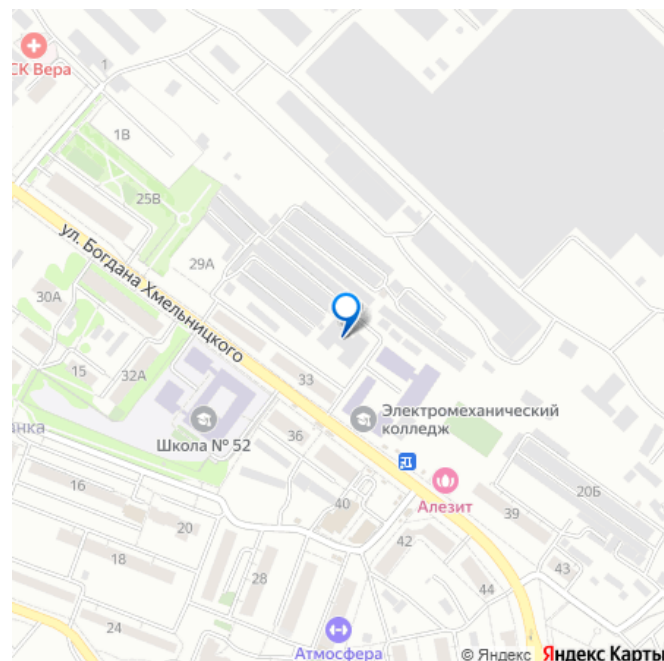 СК Вера
1
1В
25В
ул. Богдана Хмельницкого
29А
30А
15
32А
33
Электромеханический
колледж
Школа № 52
36
анка
16
40
Алезит
20Б
39
20
42
18
28
43
44
24
Атмосфера
© Яндекс Яндекс Карты